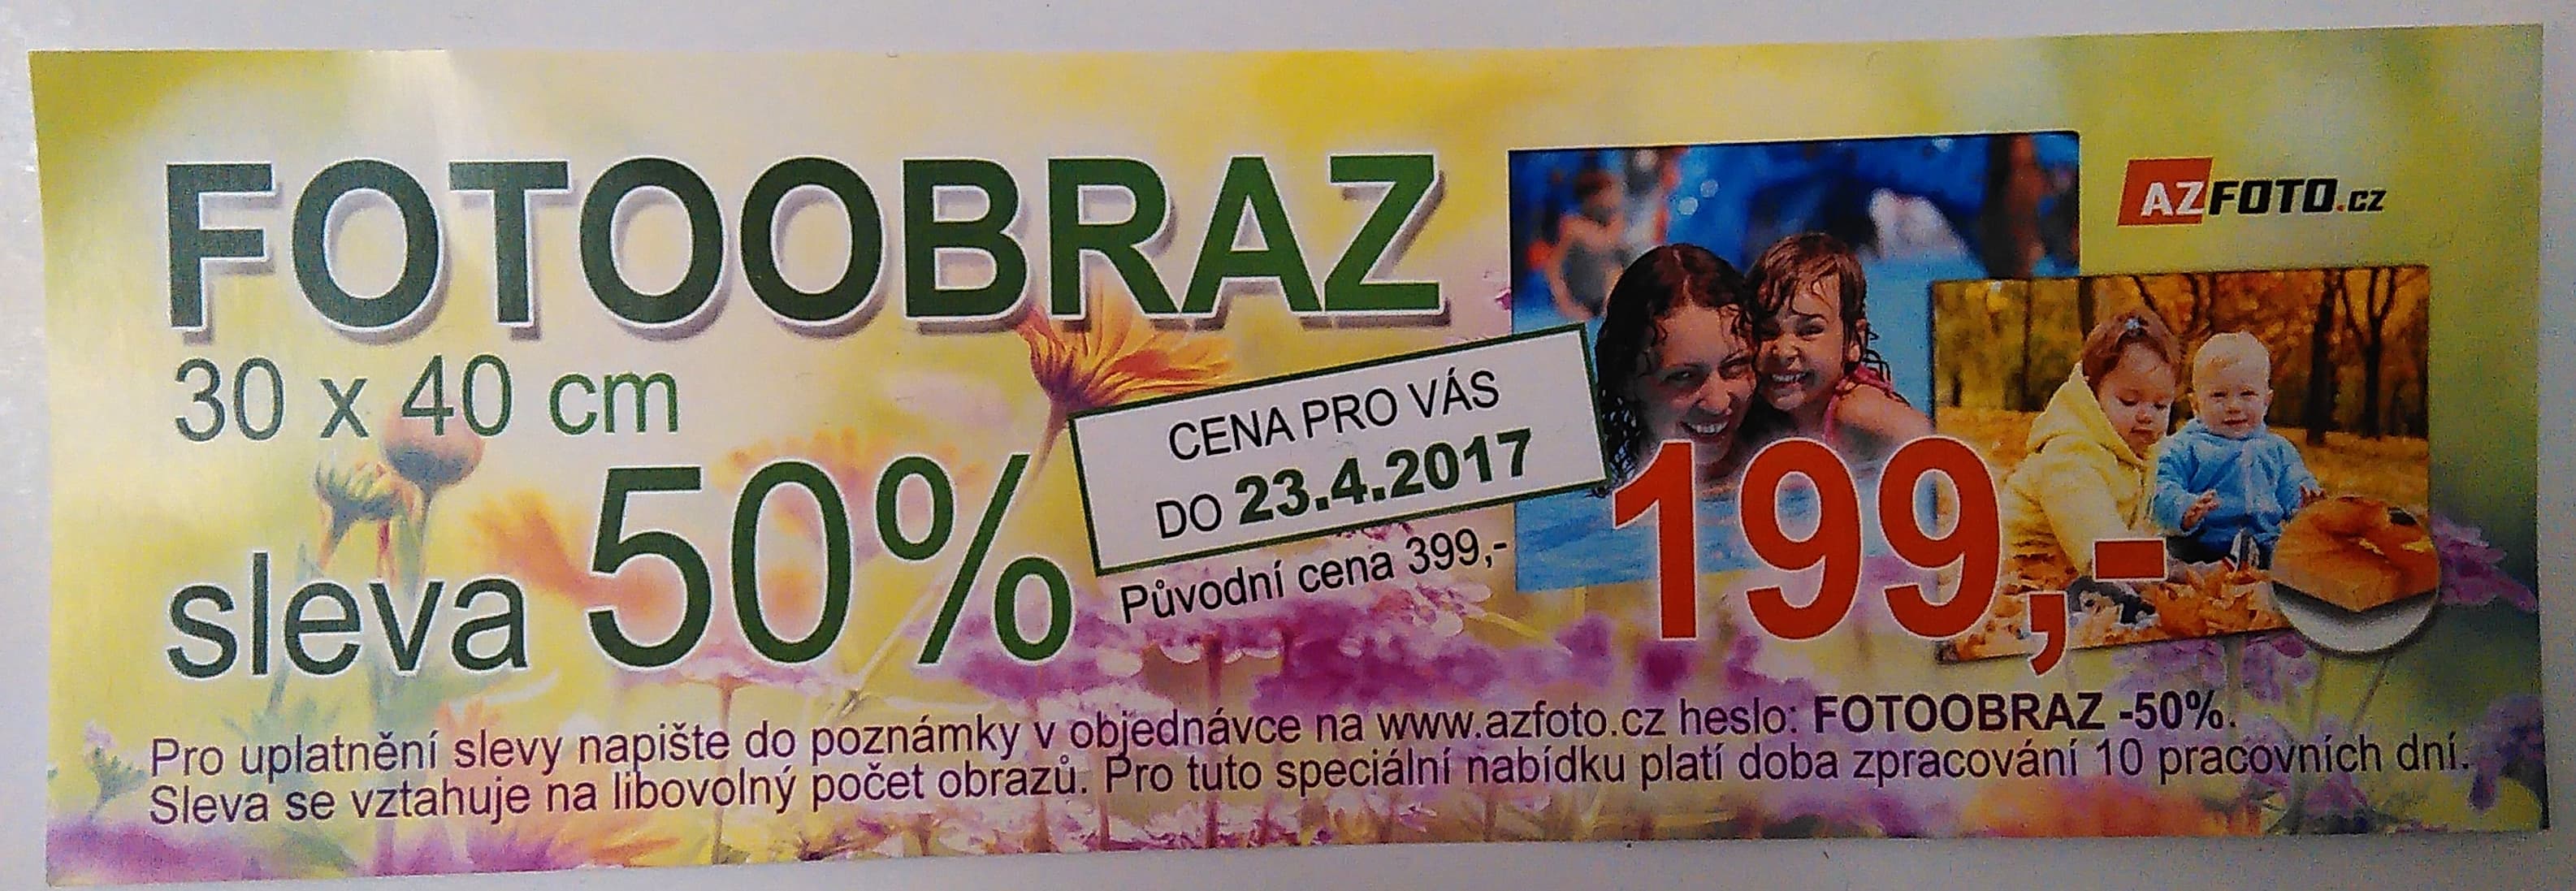 FOTOOBRAZ
AZFOTO.cz
30 x 40 cm
sleva 50%
CENA PRO VÁS
DO 23.4.2017
Původní cena 399,-
199,-
Pro uplatnění slevy napište do poznámky v objednávce na www.azfoto.cz heslo: FOTOOBRAZ -50%.
Sleva se vztahuje na libovolný počet obrazů. Pro tuto speciální nabídku platí doba zpracování 10 pracovních dní.